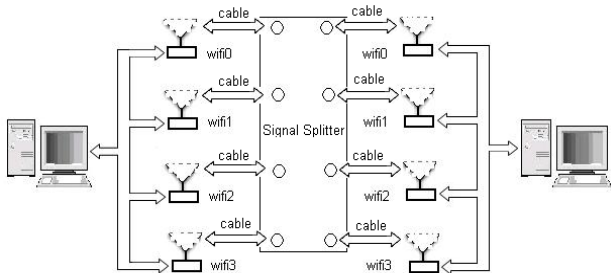 cable cable
wifi0 wifi0
cable cable
wifi1 Signal Splitter wifi1
cable cable
wifi2 wifi2
cable cable
wifi3 wifi3